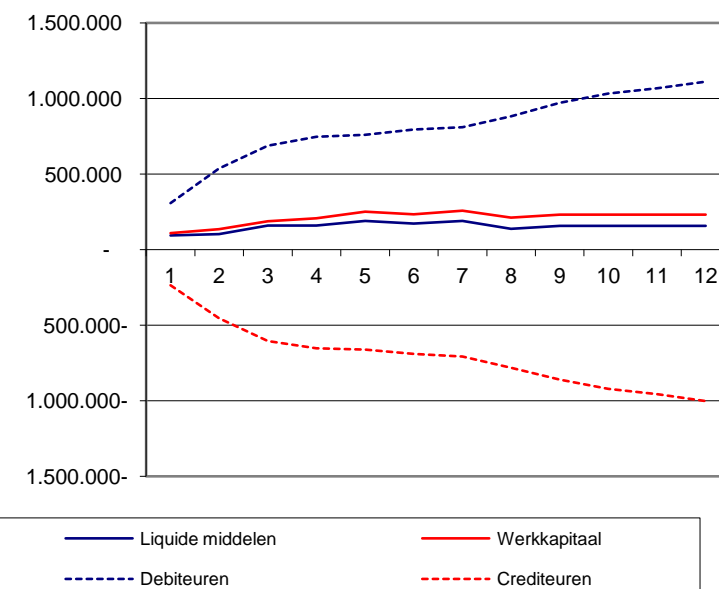 1.500.000
1.000.000
500.000
-
1 2 3 4 5 6 7 8 9 10 11 12
500.000-
1.000.000-
1.500.000-
Liquide middelen Werkkapitaal
Debiteuren Crediteuren